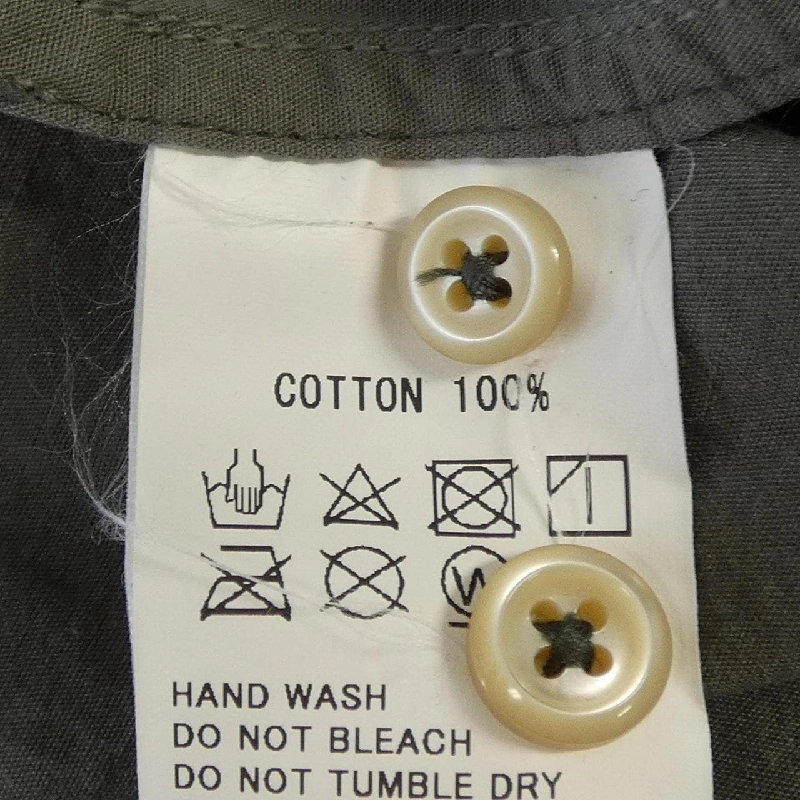 COTTON 100%
W
HAND WASH
DO NOT BLEACH
DO NOT TUMBLE DRY